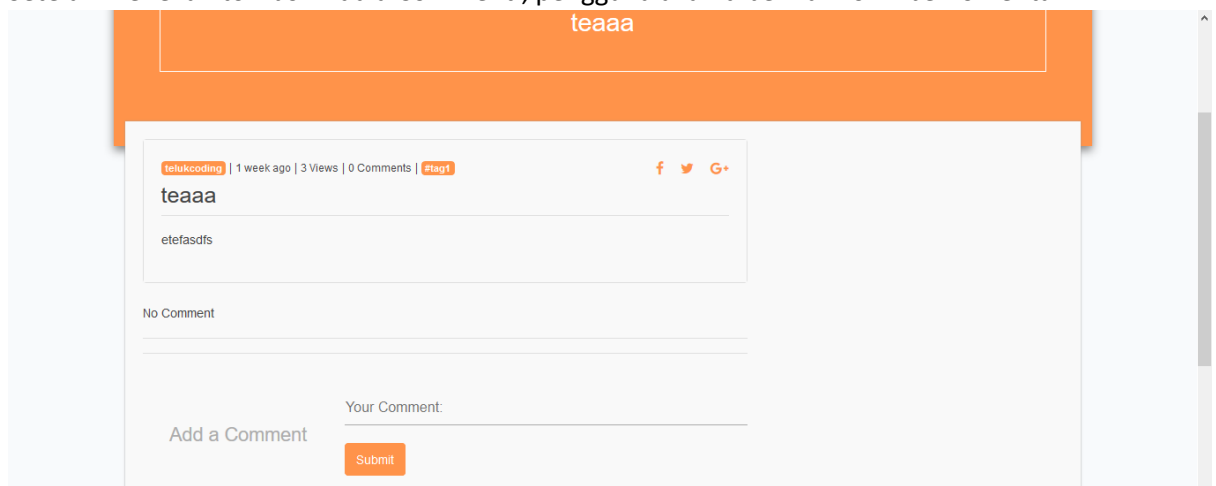 teaaa
telukcoding | 1 week ago | 3 Views | 0 Comments | #tag1
teaaa
etefasdfs
No Comment
Your Comment:
Add a Comment
Submit